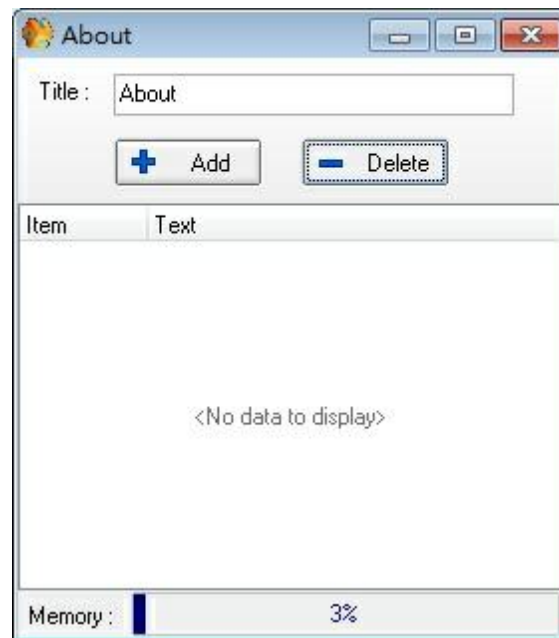 About
Title : About
Add Delete
Item Text
<No data to display>
Memory : 3%